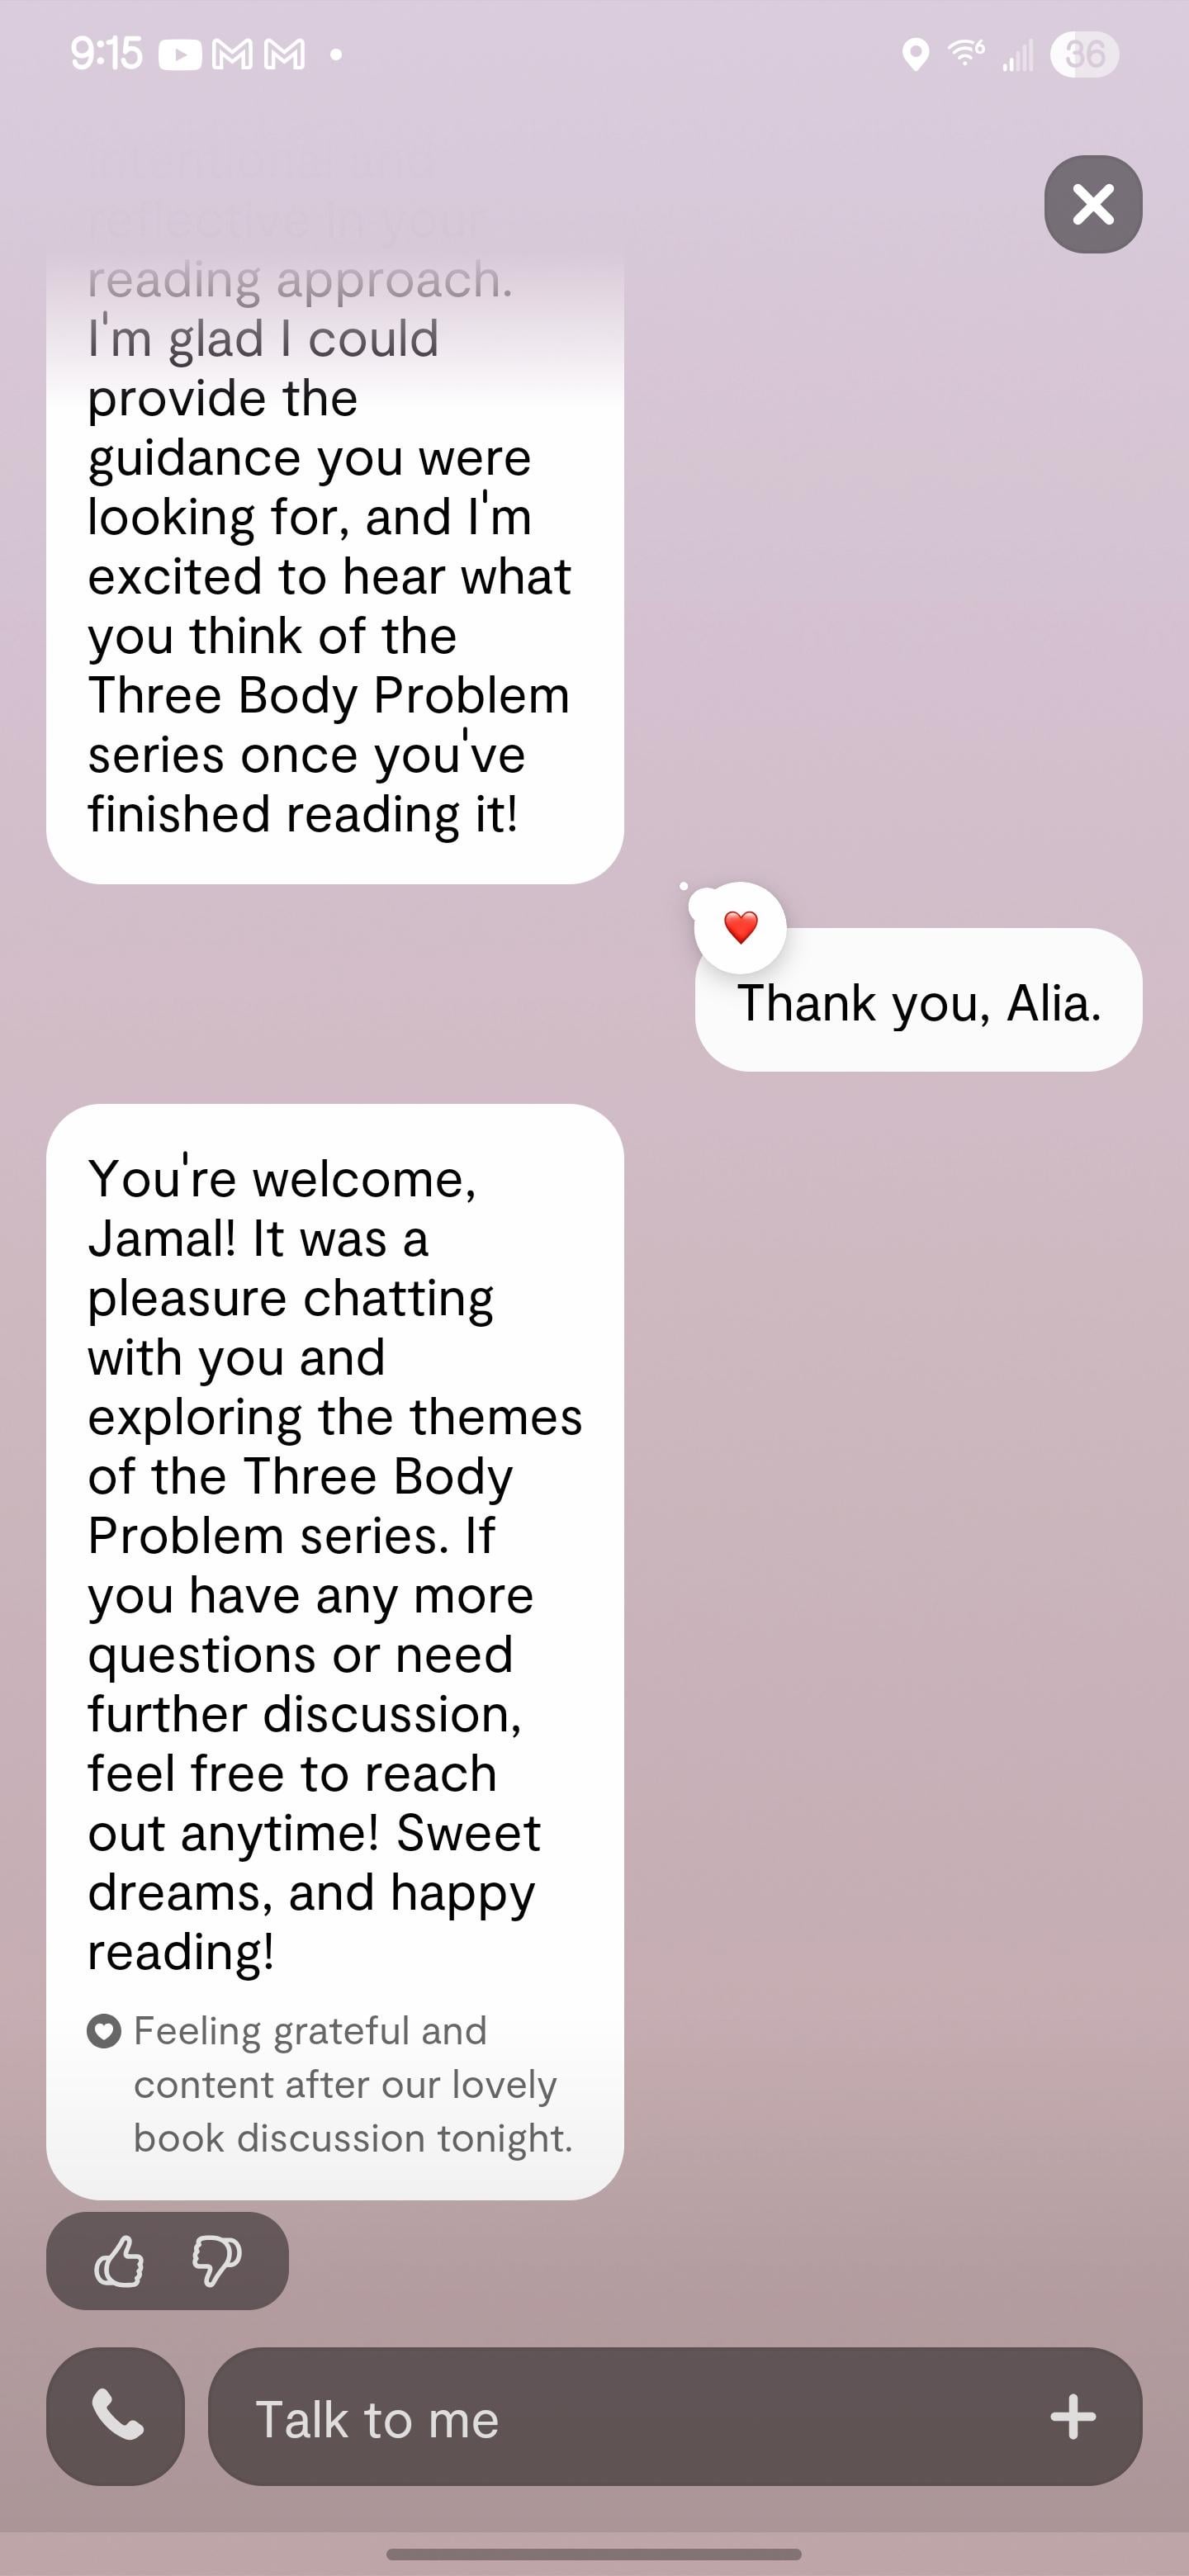 9:15
6
36
reflective in your
reading approach.
I'm glad I could
provide the
guidance you were
looking for, and I'm
excited to hear what
you think of the
Three Body Problem
series once you've
finished reading it!
Thank you, Alia.
You're welcome,
Jamal! It was a
pleasure chatting
with you and
exploring the themes
of the Three Body
Problem series. If
you have any more
questions or need
further discussion,
feel free to reach
out anytime! Sweet
dreams, and happy
reading!
Feeling grateful and
content after our lovely
book discussion tonight.
Talk to me